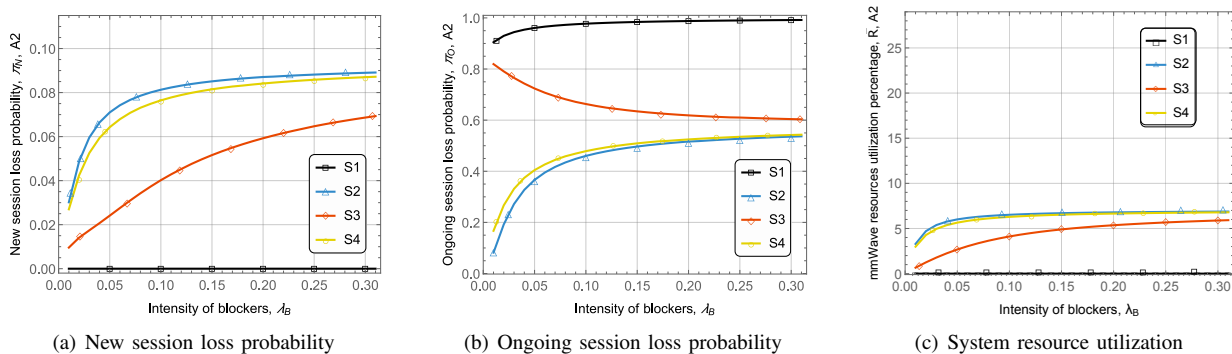 New session loss probability, π_N, A2
0.10
0.08
0.06
0.04
0.02
0.00
S1
S2
S3
S4
0.00 0.05 0.10 0.15 0.20 0.25 0.30
Intensity of blockers, λ_B
(a) New session loss probability
Ongoing session loss probability, π_O, A2
1.0
0.8
0.6
0.4
0.2
0.0
S1
S2
S3
S4
0.00 0.05 0.10 0.15 0.20 0.25 0.30
Intensity of blockers, λ_B
(b) Ongoing session loss probability
mmWave resources utilization percentage, R̄, A2
25
20
15
10
5
0
S1
S2
S3
S4
0.00 0.05 0.10 0.15 0.20 0.25 0.30
Intensity of blockers, λ_B
(c) System resource utilization